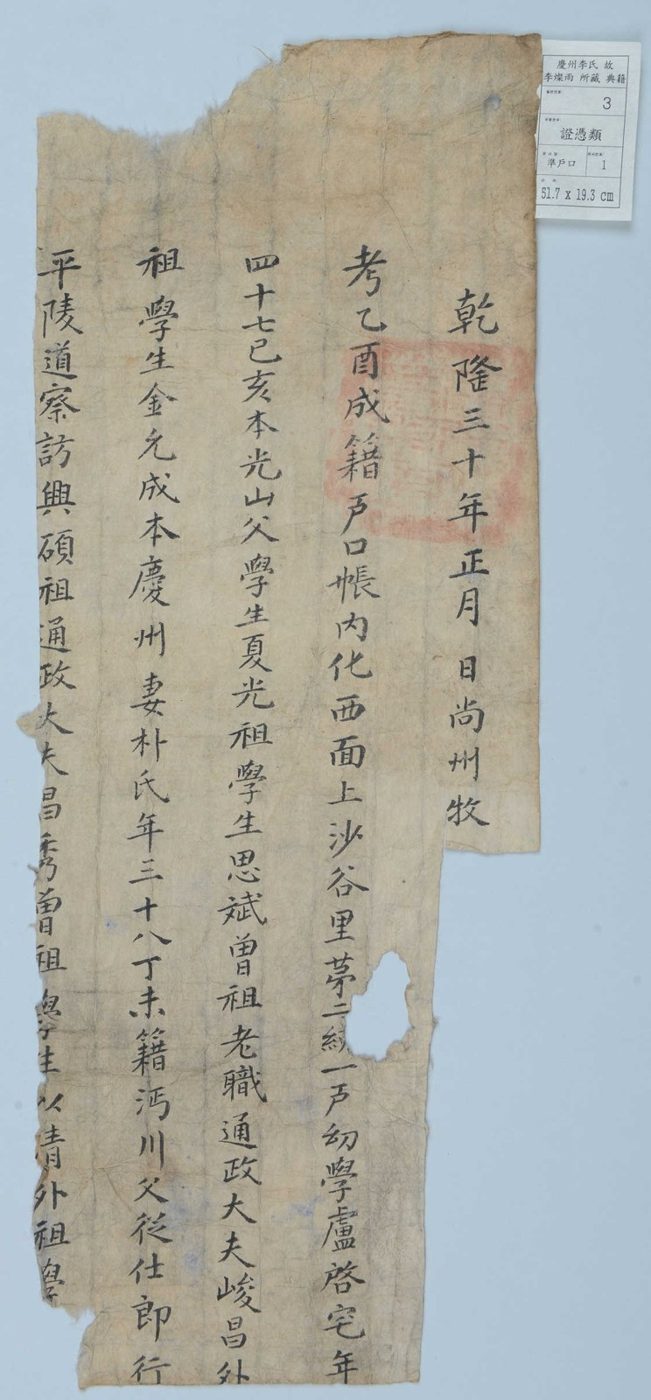 乾隆三十年正月 日尙州牧
考乙酉成籍戶口帳內化西面上沙谷里苐二統一戶幼學盧啓宅年
四十七己亥本光山父學生夏光祖學生思斌曾祖老職通政大夫峻昌外
祖學生金允成本慶州妻朴氏年三十八丁未籍沔川父從仕郞行
平陵道察訪興碩祖通政大夫昌秀曾祖學生以淸外祖學
慶州李氏 故
李燦雨 所藏 典籍
3
證憑類
準戶口
1
51.7 x 19.3 cm